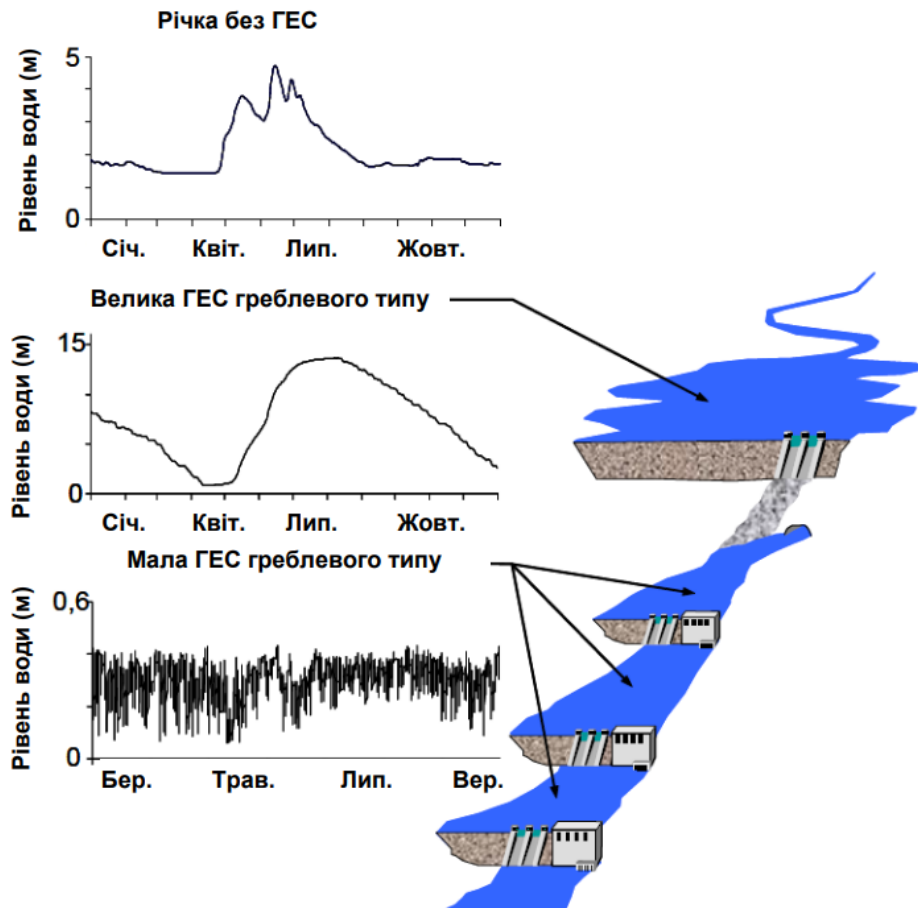 Річка без ГЕС
Рівень води (м)
5
0
Січ. Квіт. Лип. Жовт.
Велика ГЕС греблевого типу
Рівень води (м)
15
0
Січ. Квіт. Лип. Жовт.
Мала ГЕС греблевого типу
Рівень води (м)
0,6
0
Бер. Трав. Лип. Вер.